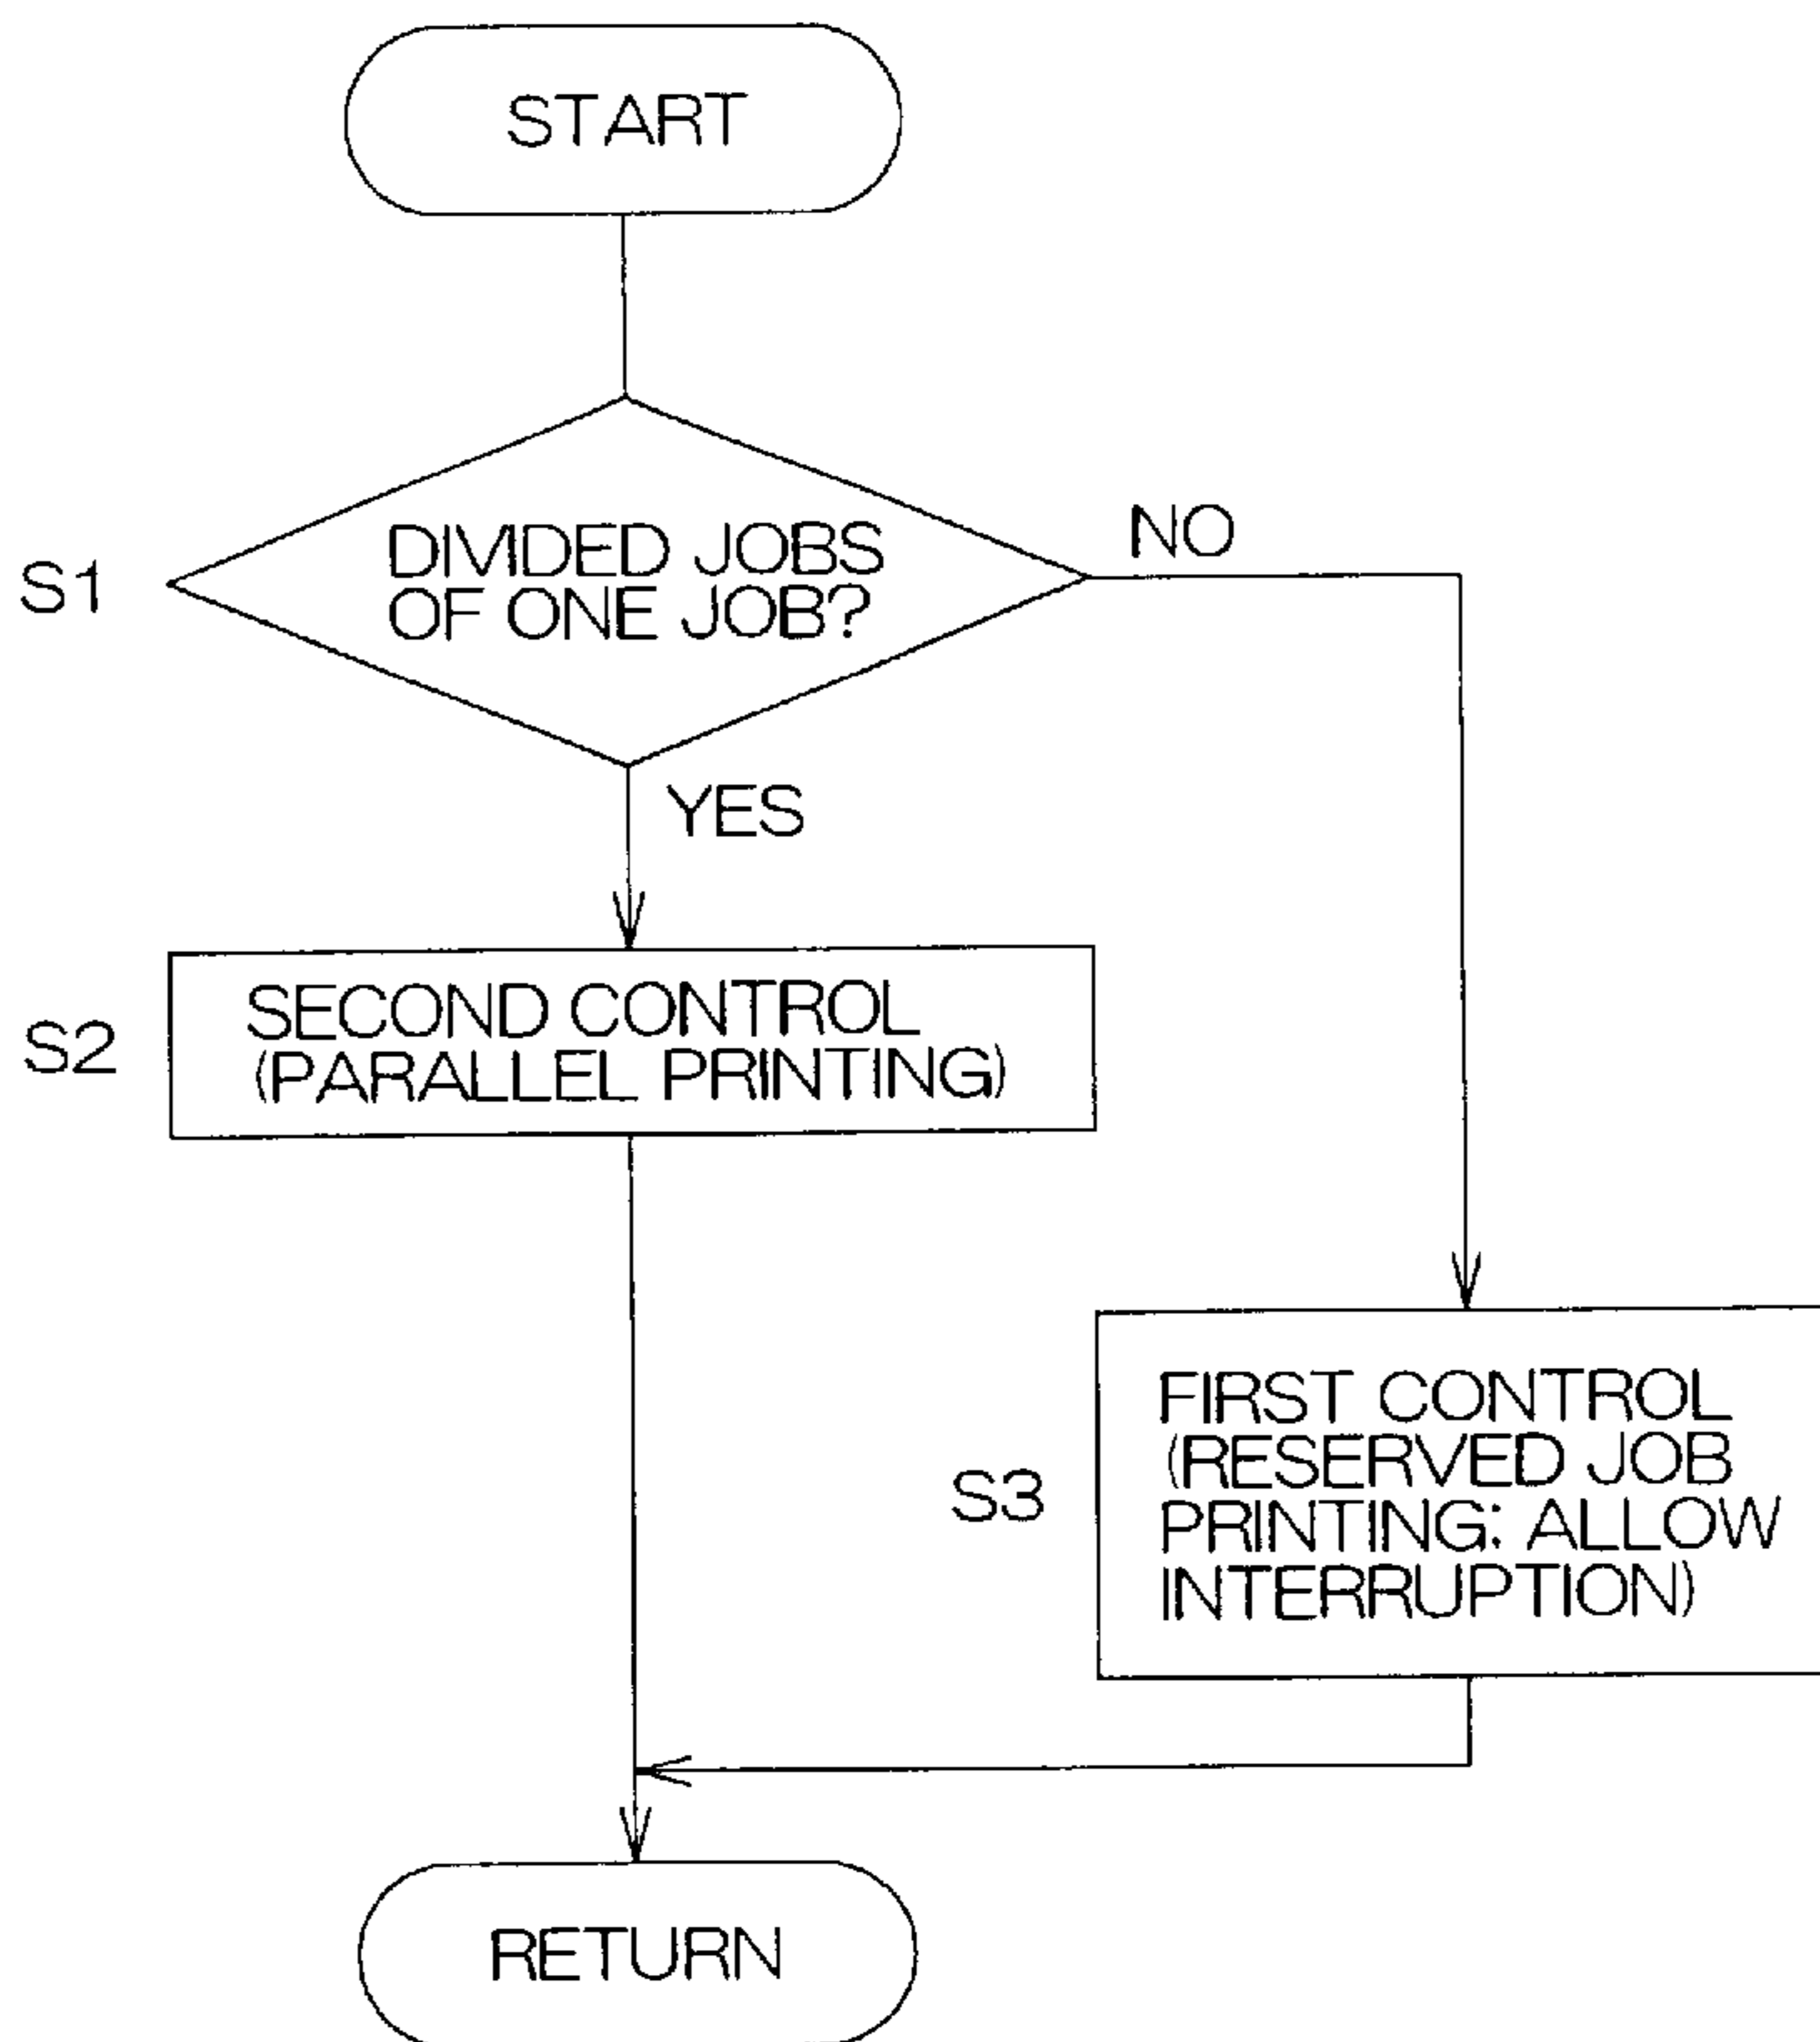 START
S1
DIVIDED JOBS
OF ONE JOB?
NO
YES
S2
SECOND CONTROL
(PARALLEL PRINTING)
S3
FIRST CONTROL
(RESERVED JOB
PRINTING: ALLOW
INTERRUPTION)
RETURN